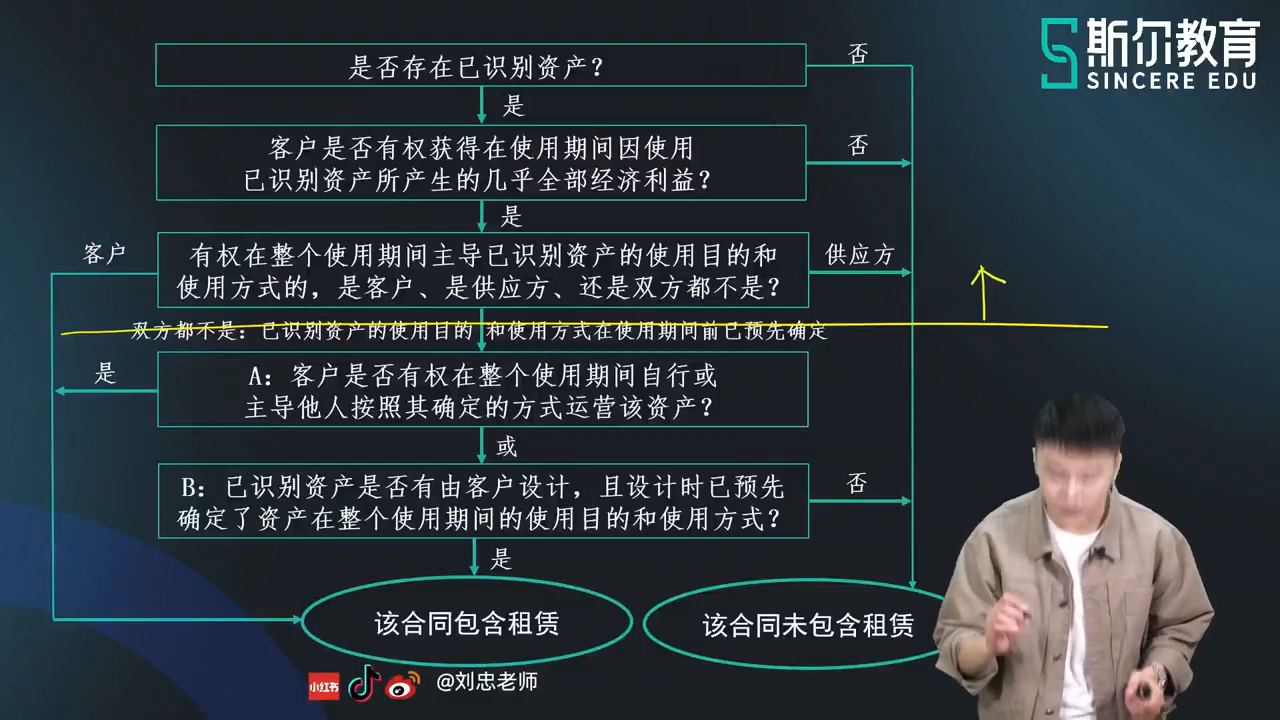 斯尔教育
SINCERE EDU
是否存在已识别资产？
否
是
客户是否有权获得在使用期间因使用
已识别资产所产生的几乎全部经济利益？
否
是
客户
有权在整个使用期间主导已识别资产的使用目的和
使用方式的，是客户、是供应方、还是双方都不是？
供应方
双方都不是：已识别资产的使用目的 和使用方式在使用期间前已预先确定
是
A：客户是否有权在整个使用期间自行或
主导他人按照其确定的方式运营该资产？
或
B：已识别资产是否有由客户设计，且设计时已预先
确定了资产在整个使用期间的使用目的和使用方式？
否
是
该合同包含租赁
该合同未包含租赁
小红书
@刘忠老师